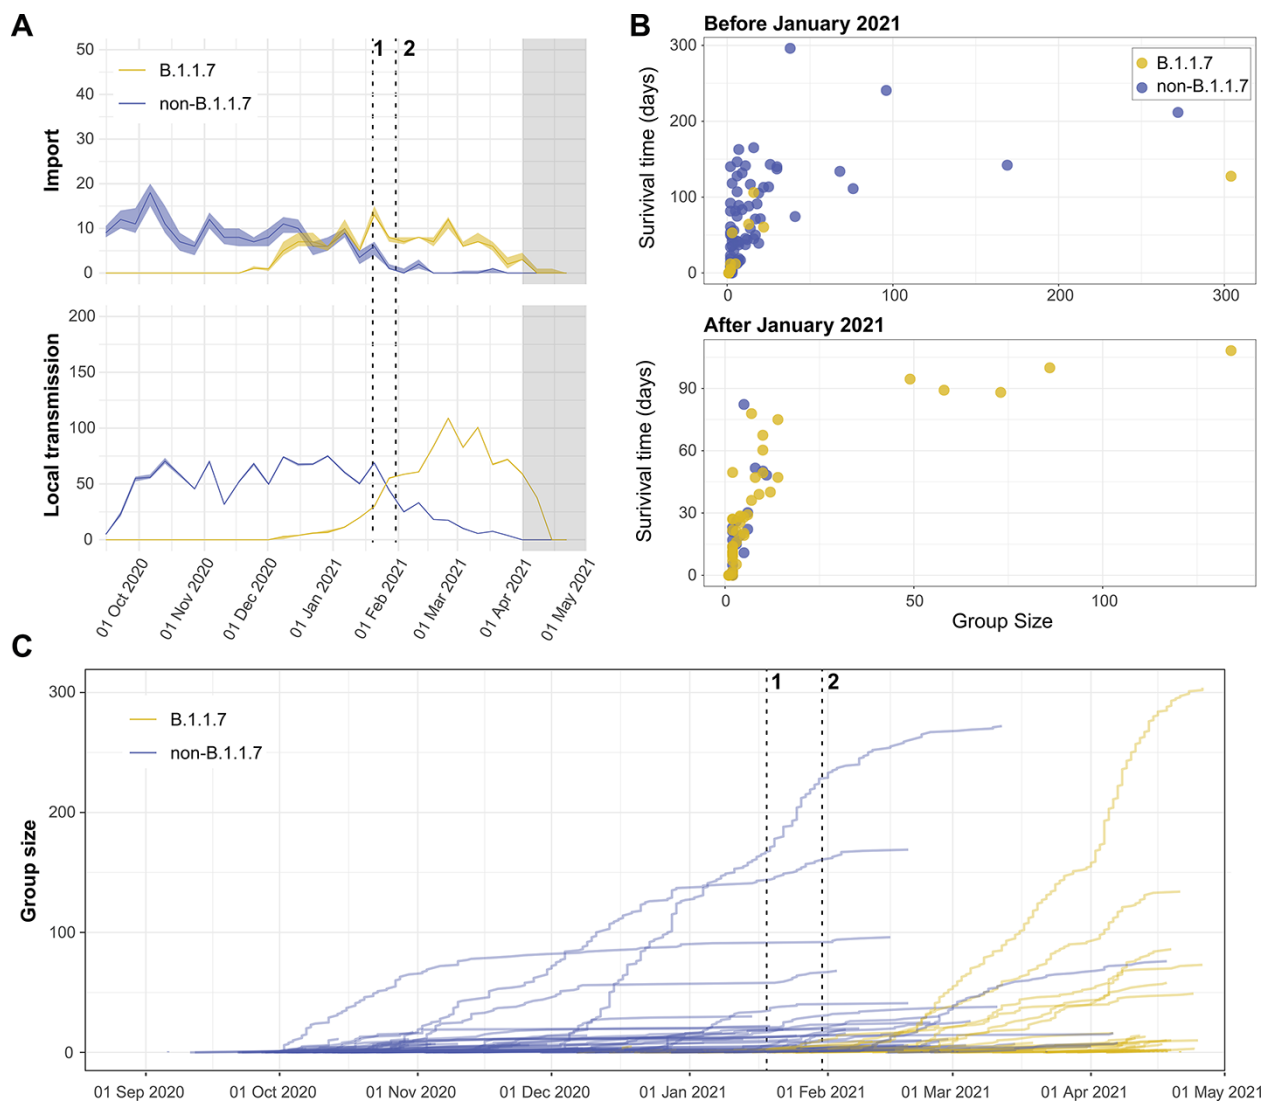 A
50
40
30
20
10
0
Import
B.1.1.7
non-B.1.1.7
1
2
200
150
100
50
0
Local transmission
01 Oct 2020
01 Nov 2020
01 Dec 2020
01 Jan 2021
01 Feb 2021
01 Mar 2021
01 Apr 2021
01 May 2021
B
Before January 2021
300
200
100
0
Surivival time (days)
B.1.1.7
non-B.1.1.7
0
100
200
300
After January 2021
90
60
30
0
Surivival time (days)
0
50
100
Group Size
C
300
200
100
0
Group size
B.1.1.7
non-B.1.1.7
1
2
01 Sep 2020
01 Oct 2020
01 Nov 2020
01 Dec 2020
01 Jan 2021
01 Feb 2021
01 Mar 2021
01 Apr 2021
01 May 2021